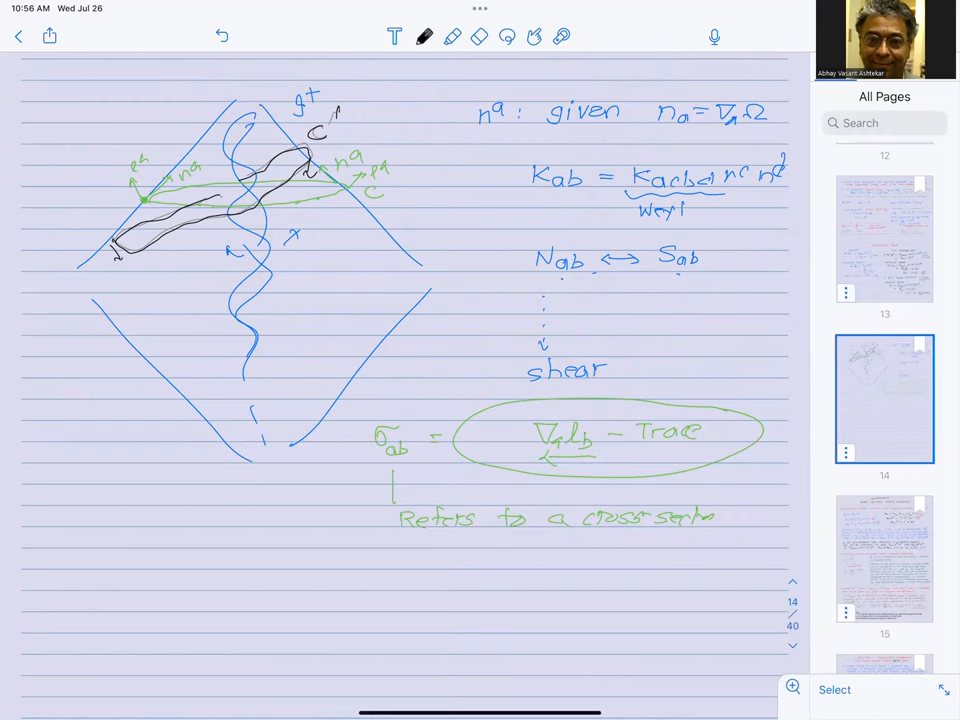 10:56 AM Wed Jul 26
Abhay Vasant Ashtekar
All Pages
Search
12
13
14
15
14
/
40
Select
T
g+
C'
n^a : given n_a = ∇_a Ω
l^a n^a n^a l^a
C
K_ab = K_acbd n^c n^d
Weyl
N_ab ↔ S_ab
shear
σ_ab = ∇_a l_b - Trace
Refers to a cross-section